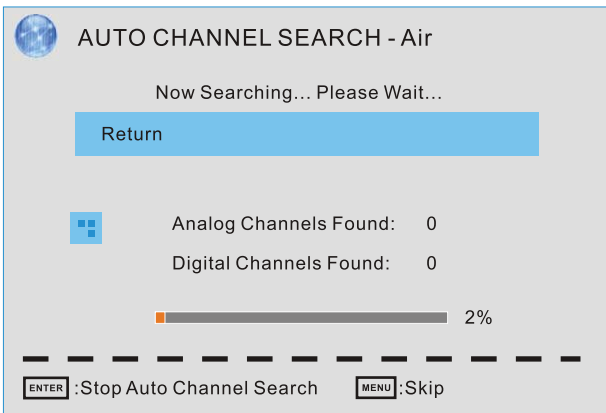 AUTO CHANNEL SEARCH - Air
Now Searching... Please Wait...
Return
Analog Channels Found: 0
Digital Channels Found: 0
2%
ENTER :Stop Auto Channel Search MENU :Skip